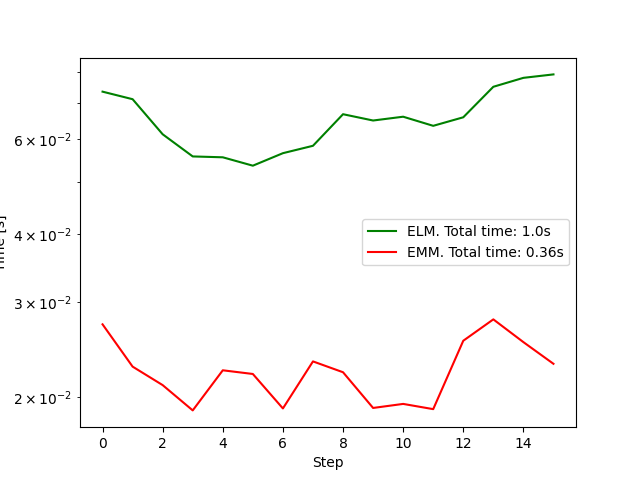 6 × 10⁻²
4 × 10⁻²
3 × 10⁻²
2 × 10⁻²
ELM. Total time: 1.0s
EMM. Total time: 0.36s
0 2 4 6 8 10 12 14
Step